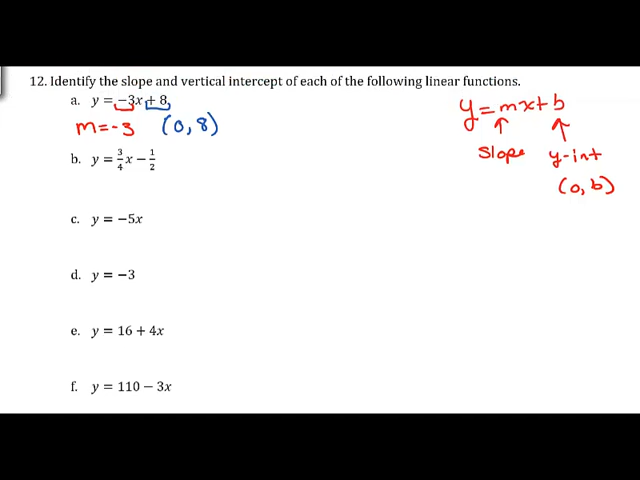 12. Identify the slope and vertical intercept of each of the following linear functions.
a. y = −3x + 8
y = mx + b
m = -3 (0, 8)
slope y-int
b. y = 3/4 x − 1/2
(0, b)
c. y = −5x
d. y = −3
e. y = 16 + 4x
f. y = 110 − 3x